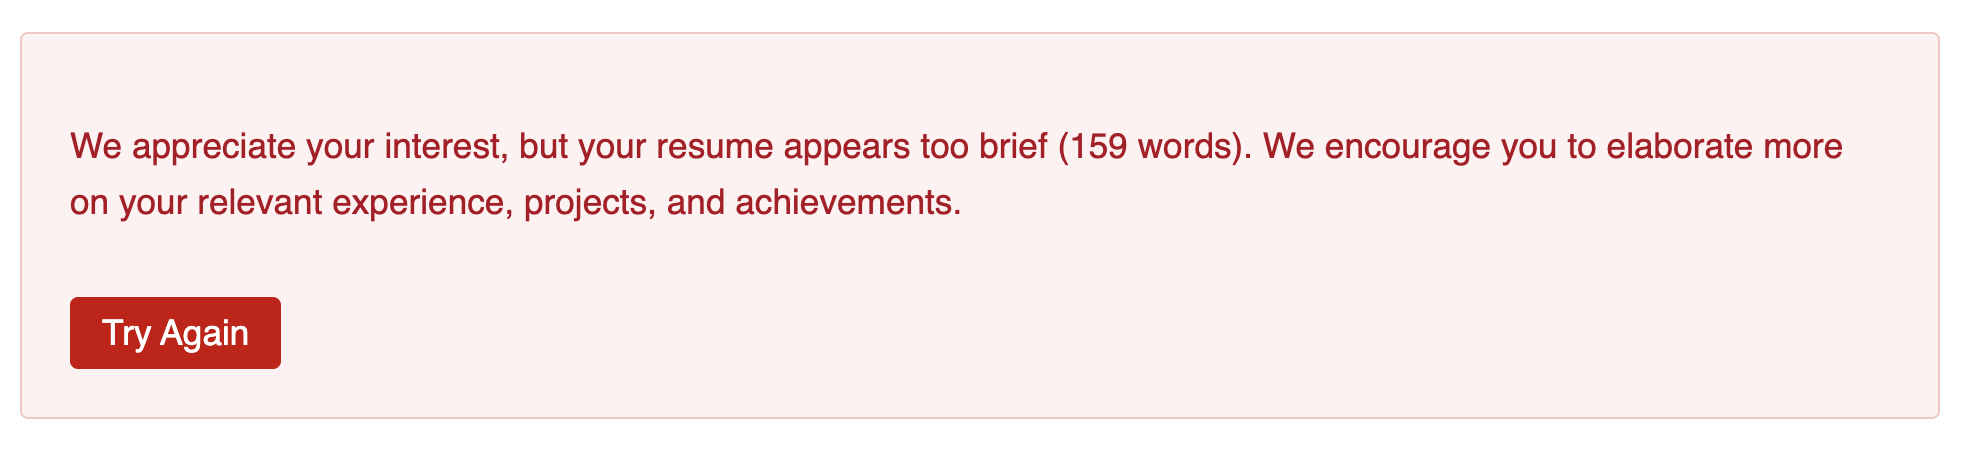 We appreciate your interest, but your resume appears too brief (159 words). We encourage you to elaborate more
on your relevant experience, projects, and achievements.
Try Again